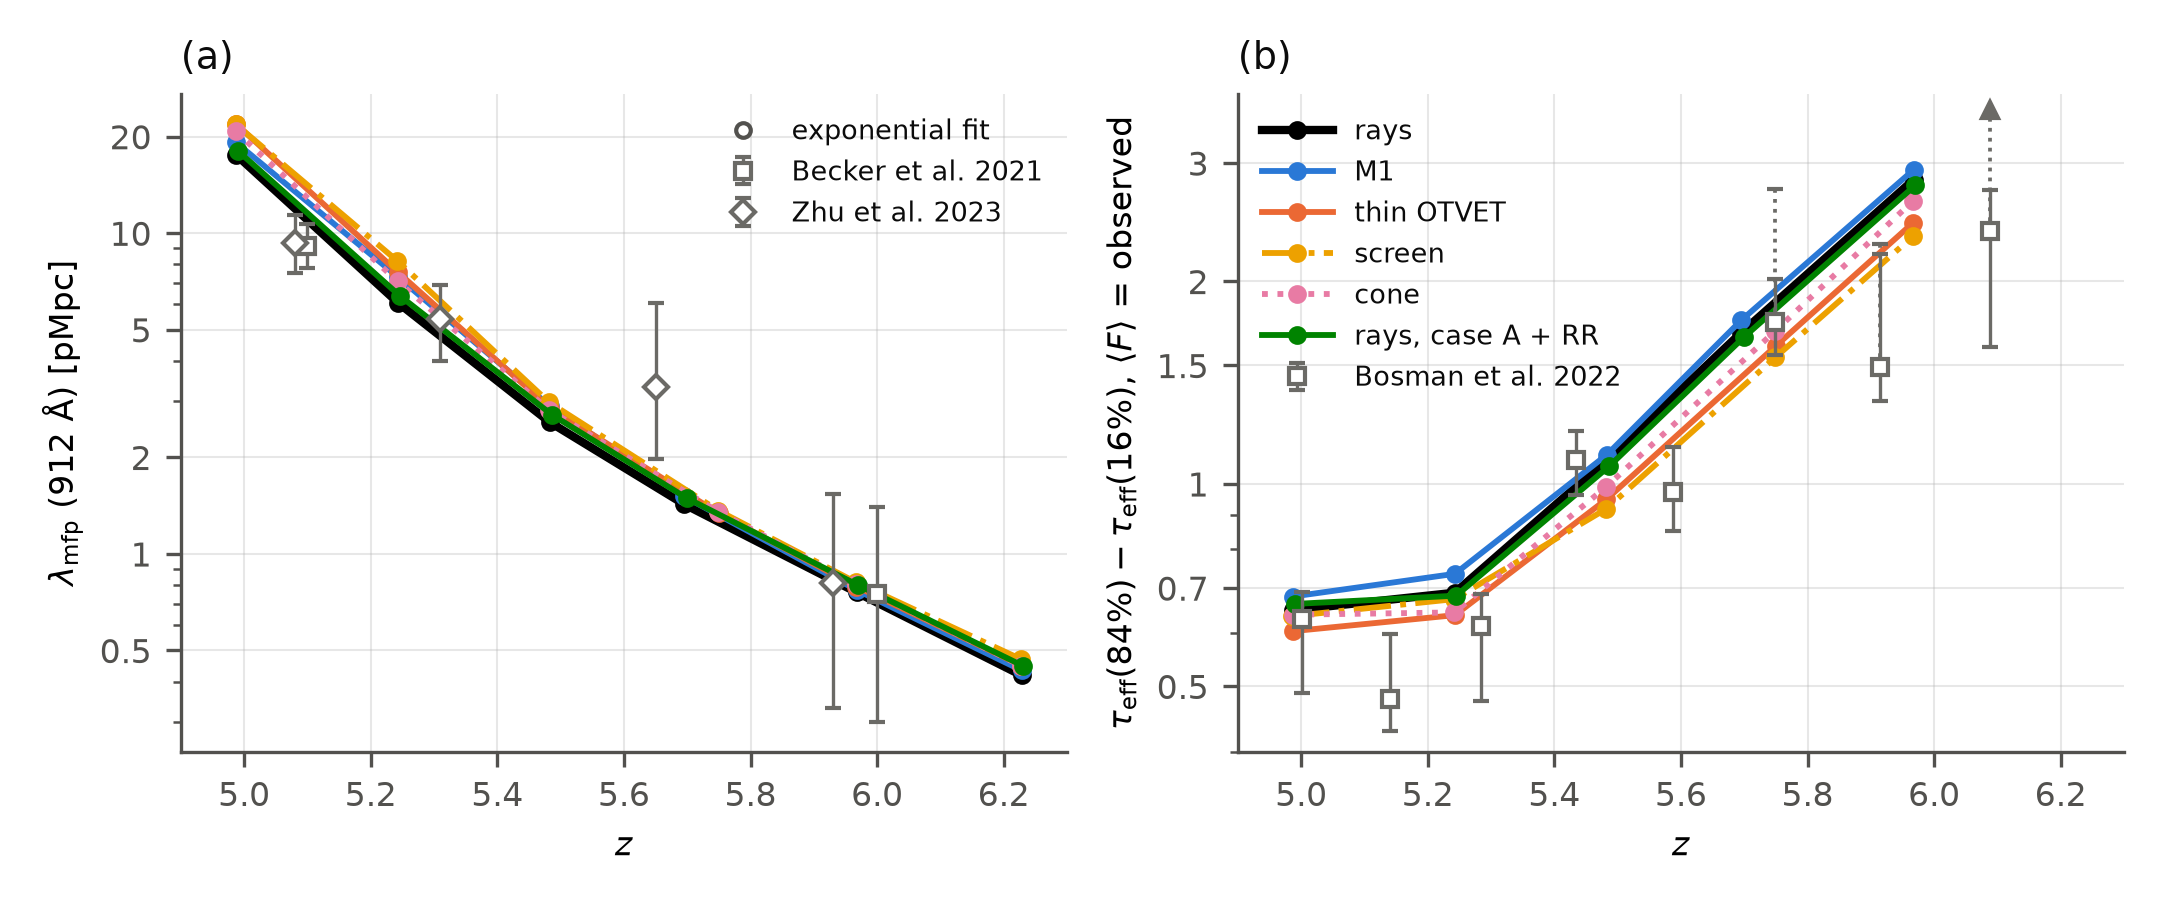 (a)
λmfp (912 Å) [pMpc]
20
10
5
2
1
0.5
exponential fit
Becker et al. 2021
Zhu et al. 2023
5.0 5.2 5.4 5.6 5.8 6.0 6.2
z
(b)
τeff(84%) − τeff(16%), ⟨F⟩ = observed
3
2
1.5
1
0.7
0.5
rays
M1
thin OTVET
screen
cone
rays, case A + RR
Bosman et al. 2022
5.0 5.2 5.4 5.6 5.8 6.0 6.2
z